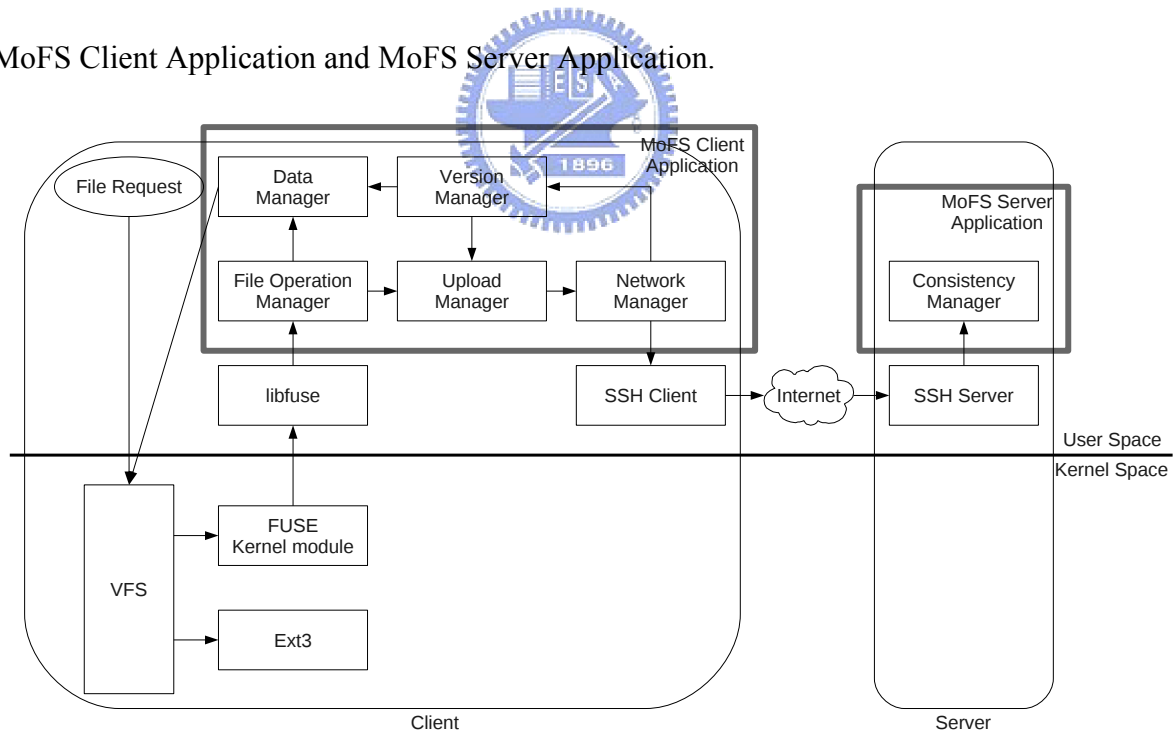 MoFS Client Application and MoFS Server Application.
E S A
1896
MoFS Client
Application
File Request
Data
Manager
Version
Manager
MoFS Server
Application
File Operation
Manager
Upload
Manager
Network
Manager
Consistency
Manager
libfuse
SSH Client
Internet
SSH Server
User Space
Kernel Space
FUSE
Kernel module
VFS
Ext3
Client
Server